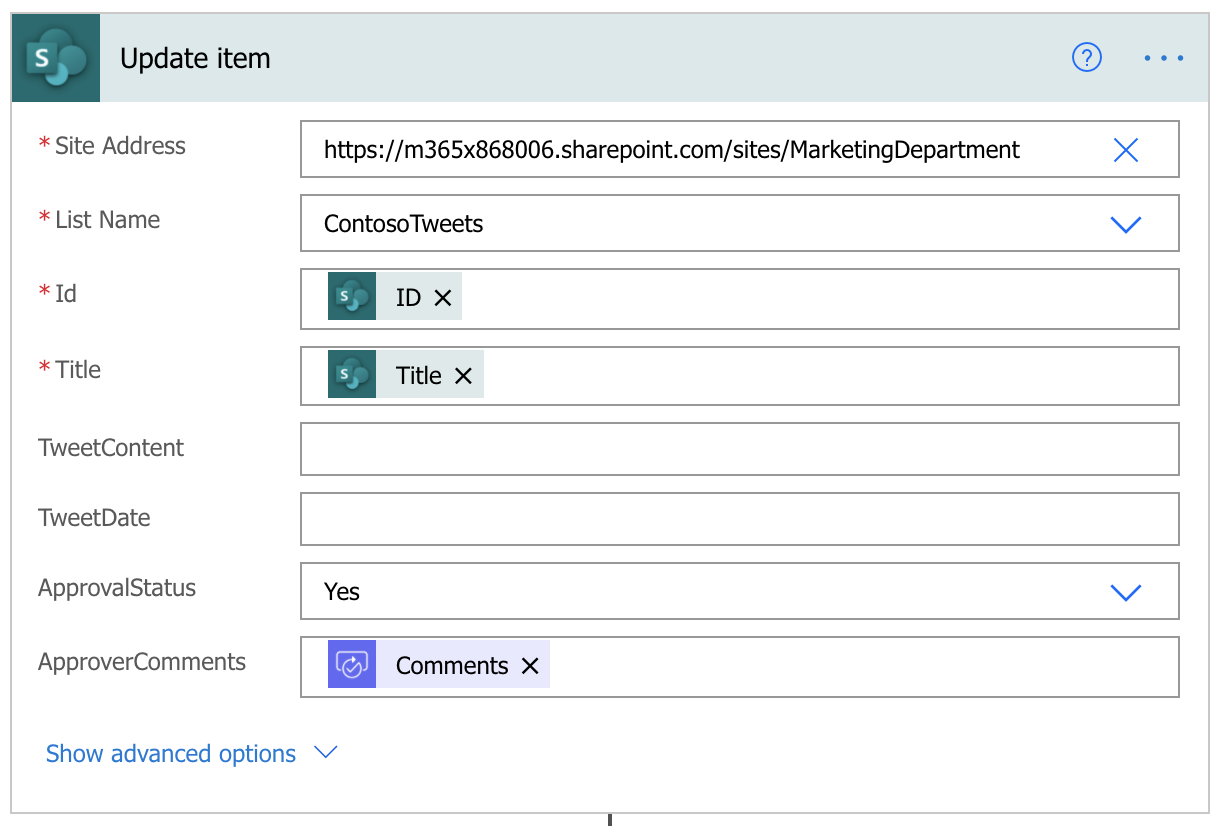 Update item
* Site Address
https://m365x868006.sharepoint.com/sites/MarketingDepartment
* List Name
ContosoTweets
* Id
ID
* Title
Title
TweetContent
TweetDate
ApprovalStatus
Yes
ApproverComments
Comments
Show advanced options